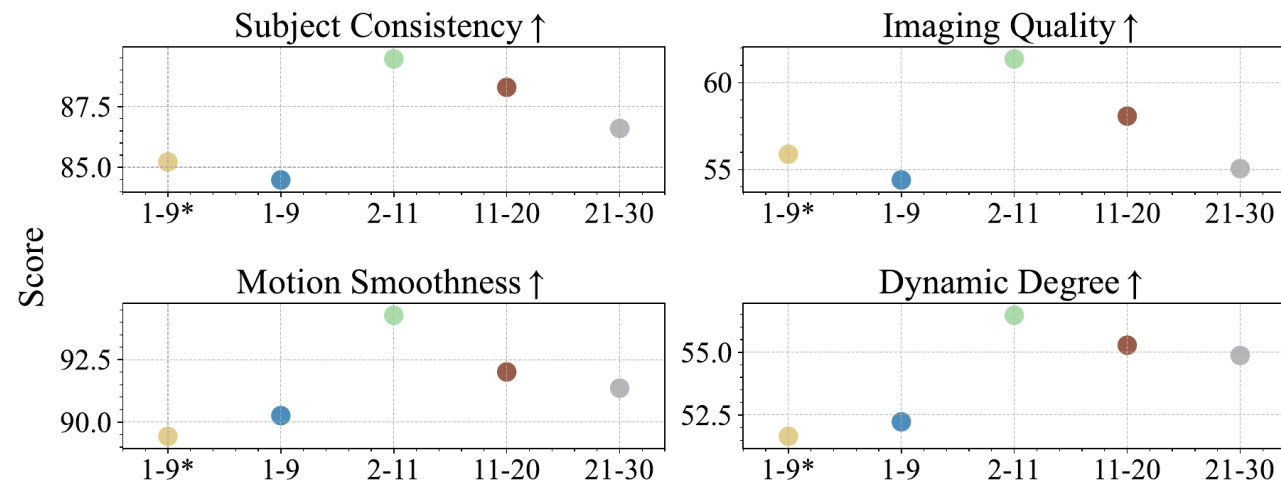 Subject Consistency ↑
87.5
85.0
1-9* 1-9 2-11 11-20 21-30
Imaging Quality ↑
60
55
1-9* 1-9 2-11 11-20 21-30
Score
Motion Smoothness ↑
92.5
90.0
1-9* 1-9 2-11 11-20 21-30
Dynamic Degree ↑
55.0
52.5
1-9* 1-9 2-11 11-20 21-30